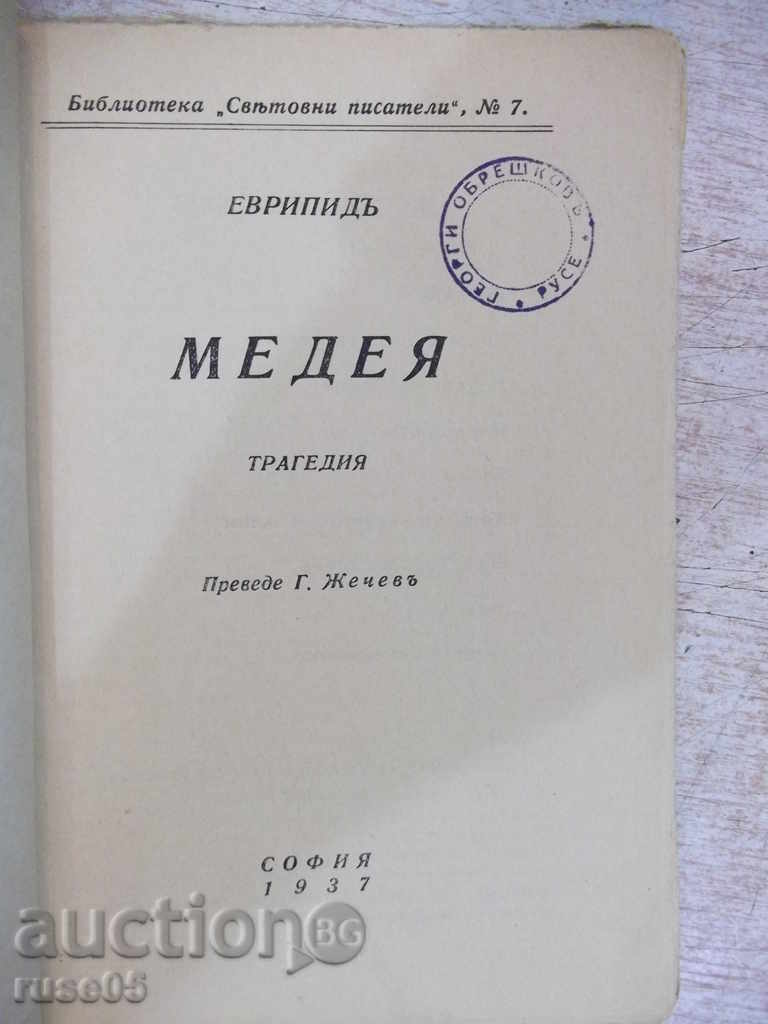 Библиотека „Свѣтовни писатели“, № 7.
ЕВРИПИДЪ
ГЕОРГИ ОБРЕШКОВЪ * РУСЕ *
МЕДЕЯ
ТРАГЕДИЯ
Преведе Г. Жечевъ
СОФИЯ
1937
auction BG
ruse05